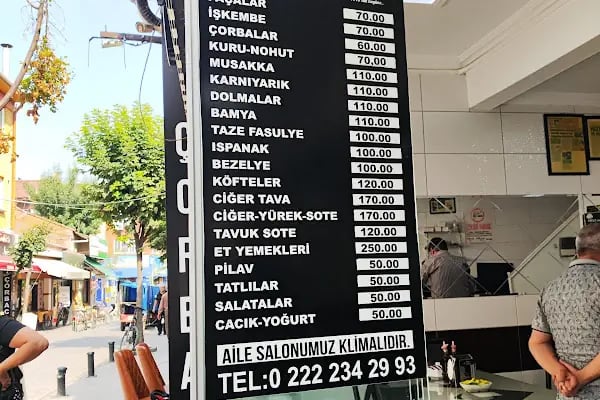 PAÇALAR 70.00
İŞKEMBE 70.00
ÇORBALAR 60.00
KURU-NOHUT 70,00
MUSAKKA 110.00
KARNIYARIK 110.00
DOLMALAR 110.00
BAMYA 110.00
TAZE FASULYE 100.00
ISPANAK 100.00
BEZELYE 100.00
KÖFTELER 120.00
CİĞER TAVA 170.00
CİĞER-YÜREK-SOTE 170.00
TAVUK SOTE 120.00
ET YEMEKLERİ 250.00
PİLAV 50.00
TATLILAR 50.00
SALATALAR 50.00
CACIK-YOĞURT 50.00
AİLE SALONUMUZ KLİMALIDIR.
TEL:0 222 234 29 93
ÇORBA